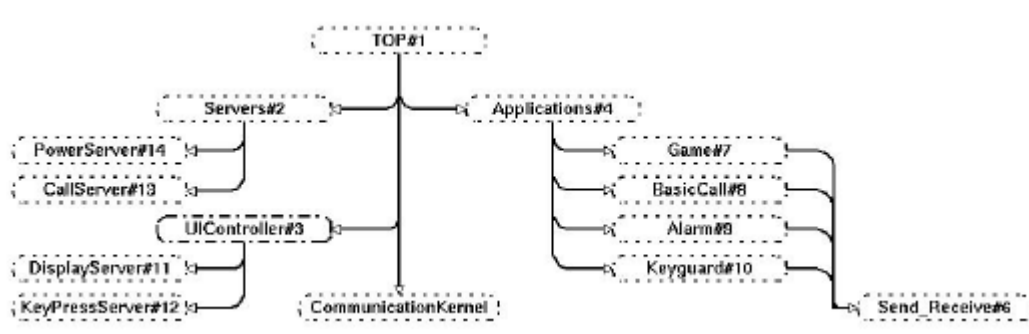 TOP#1
Servers#2
Applications#4
PowerServer#14
Game#7
CallServer#13
BasicCall#8
UIController#3
Alarm#9
DisplayServer#11
Keyguard#10
KeyPressServer#12
CommunicationKernel
Send_Receive#6